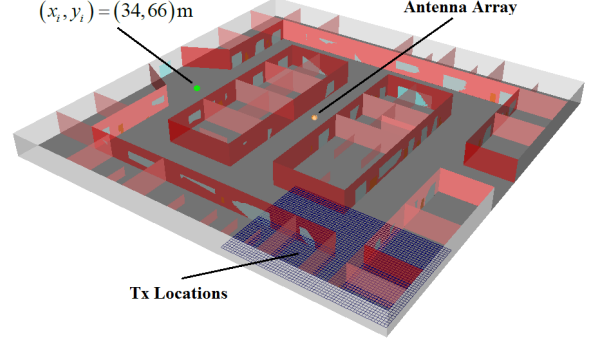 (x_i, y_i) = (34,66) m
Antenna Array
Tx Locations